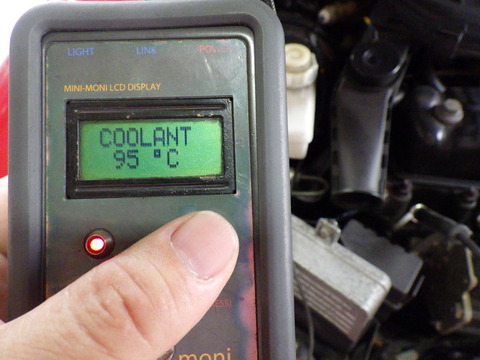 LIGHT LINK POWER
MINI-MONI LCD DISPLAY
COOLANT
95 °C
moni